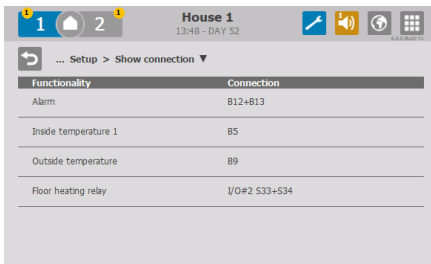 1 1 2 1
House 1
13:48 - DAY 52
1
... Setup > Show connection ▼
Functionality Connection
Alarm B12+B13
Inside temperature 1 B5
Outside temperature B9
Floor heating relay I/O#2 S33+S34